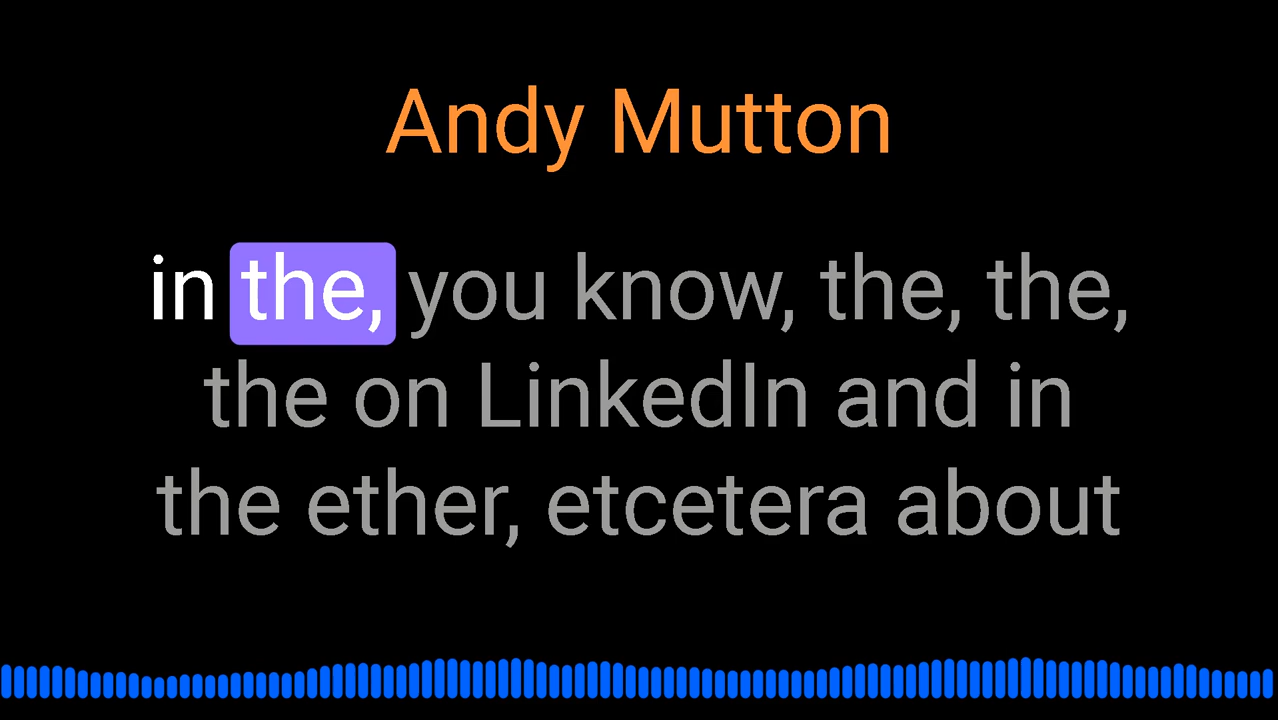 Andy Mutton
in the, you know, the, the,
the on LinkedIn and in
the ether, etcetera about